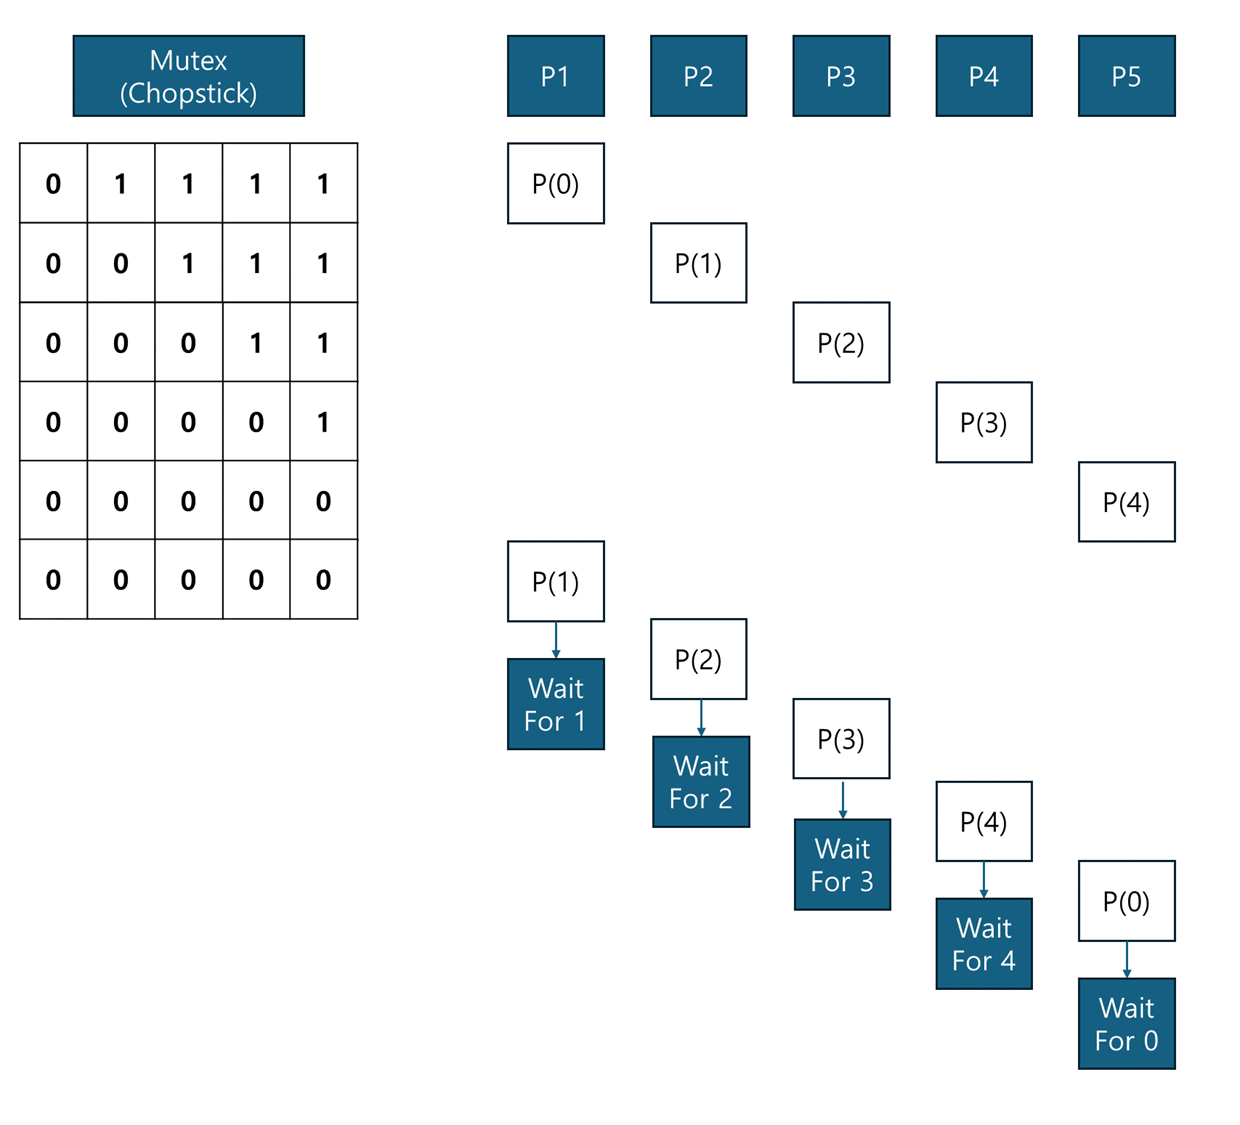 Mutex
(Chopstick)
P1 P2 P3 P4 P5
0 1 1 1 1
P(0)
0 0 1 1 1
P(1)
0 0 0 1 1
P(2)
0 0 0 0 1
P(3)
0 0 0 0 0
P(4)
0 0 0 0 0
P(1)
Wait
For 1
P(2)
Wait
For 2
P(3)
Wait
For 3
P(4)
Wait
For 4
P(0)
Wait
For 0